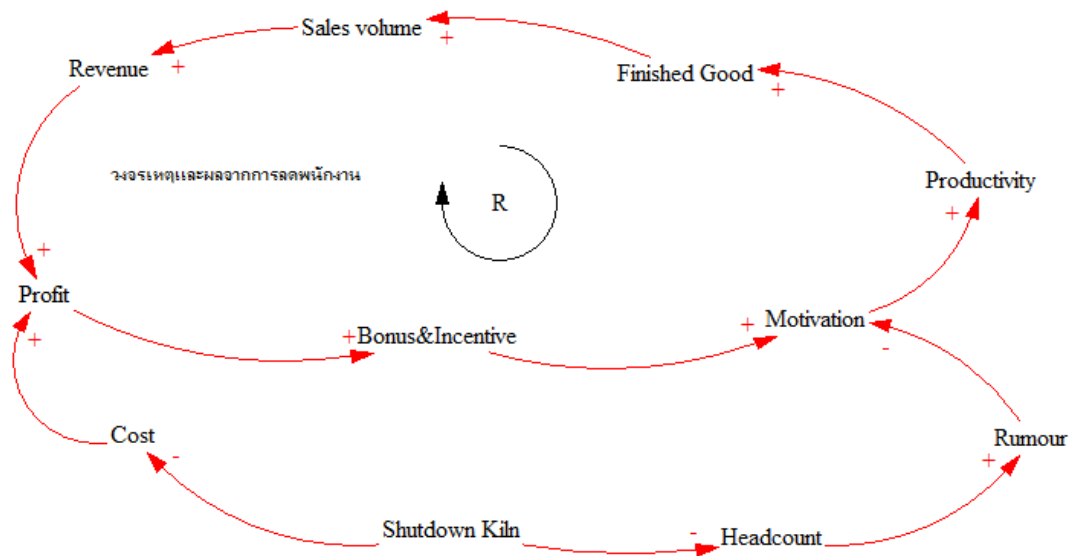 Sales volume
+
Revenue
+
Finished Good
+
วงจรเหตุและผลจากการลดพนักงาน
R
Productivity
+
+
Profit
+
+Bonus&Incentive
+
Motivation
-
Cost
-
Rumour
+
Shutdown Kiln
-
Headcount